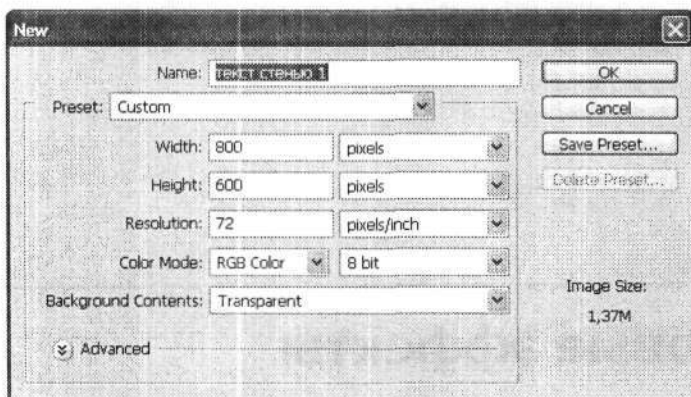 New
Name: текст стенью 1
OK
Preset: Custom
Cancel
Width: 800 pixels
Save Preset...
Height: 600 pixels
Delete Preset...
Resolution: 72 pixels/inch
Color Mode: RGB Color 8 bit
Background Contents: Transparent
Image Size:
1,37M
Advanced